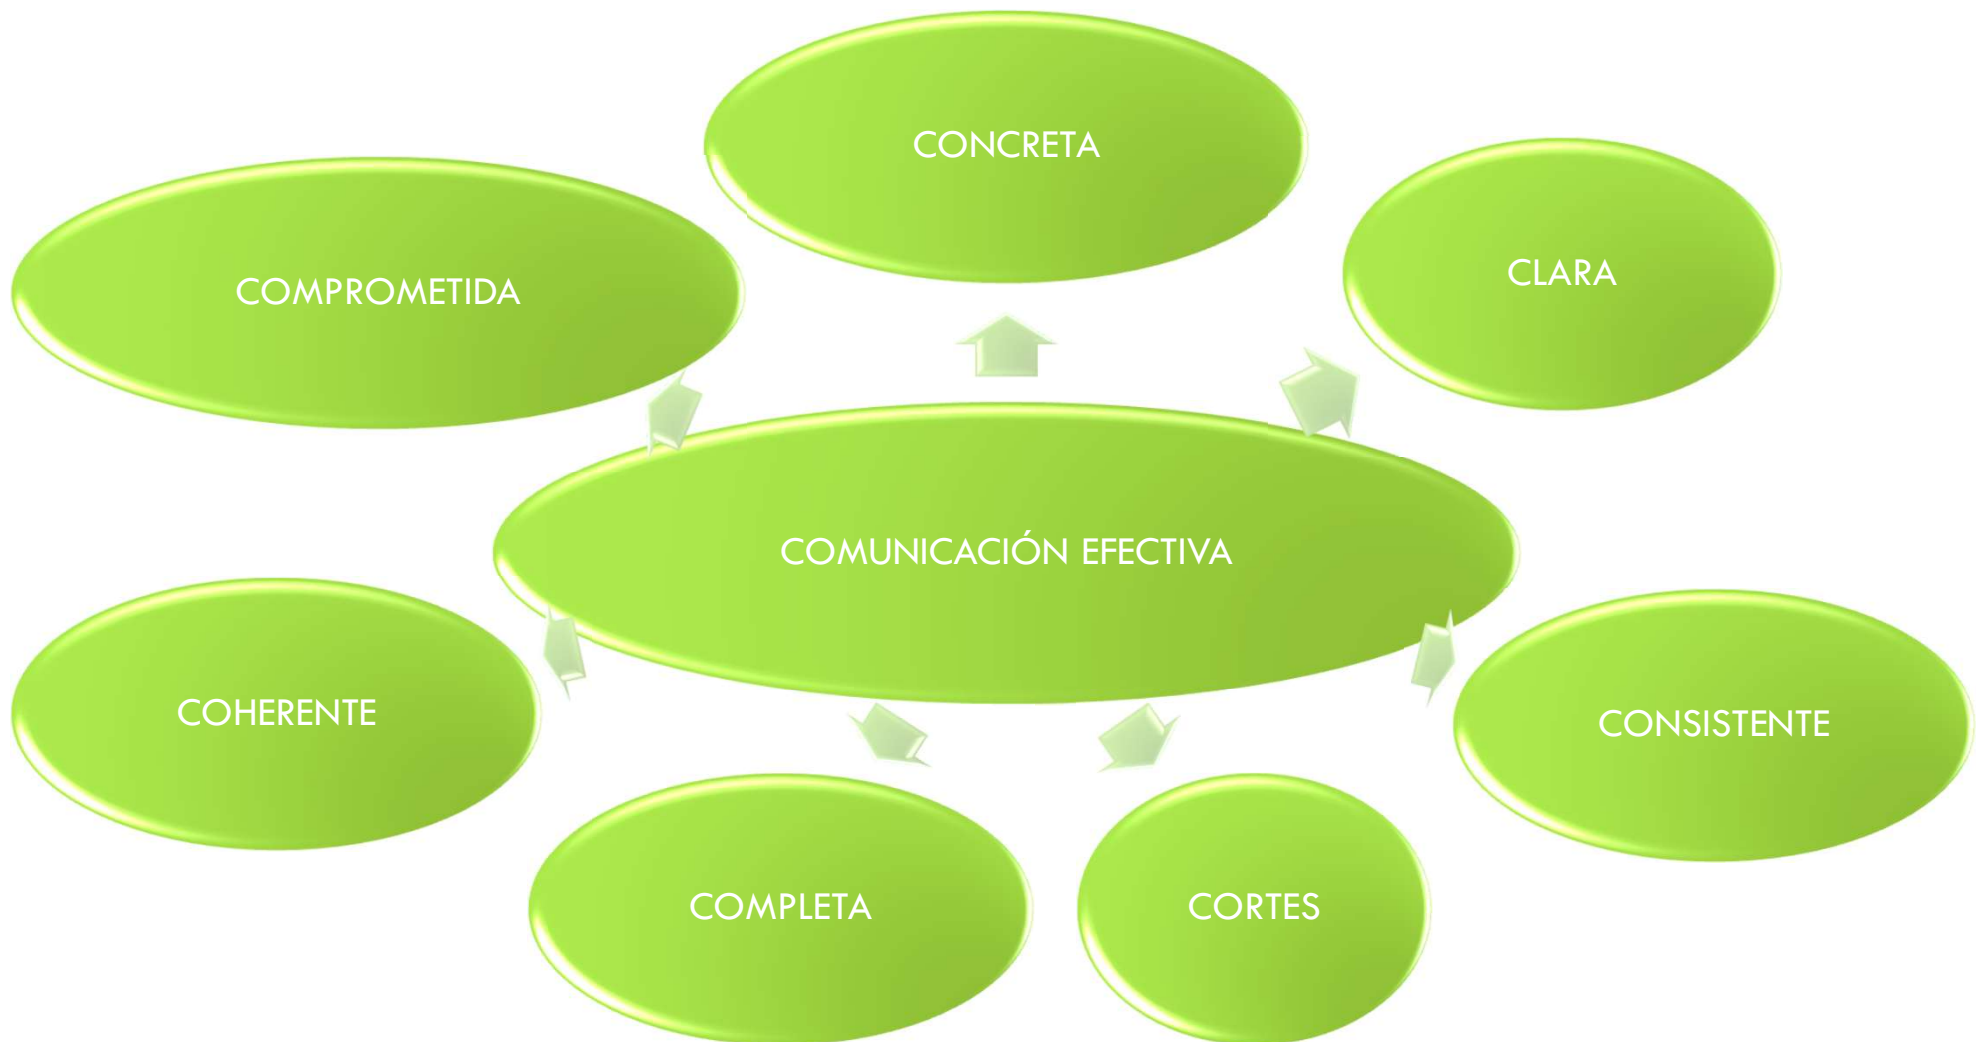 CONCRETA
CLARA
COMPROMETIDA
COMUNICACIÓN EFECTIVA
COHERENTE
CONSISTENTE
COMPLETA
CORTES